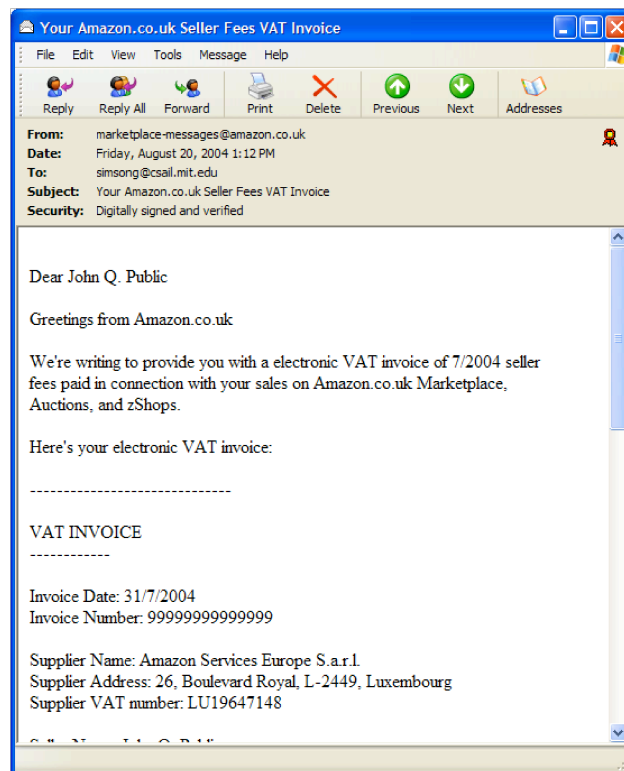 Your Amazon.co.uk Seller Fees VAT Invoice
File Edit View Tools Message Help
Reply Reply All Forward Print Delete Previous Next Addresses
From: marketplace-messages@amazon.co.uk
Date: Friday, August 20, 2004 1:12 PM
To: simsong@csail.mit.edu
Subject: Your Amazon.co.uk Seller Fees VAT Invoice
Security: Digitally signed and verified
Dear John Q. Public
Greetings from Amazon.co.uk
We're writing to provide you with a electronic VAT invoice of 7/2004 seller
fees paid in connection with your sales on Amazon.co.uk Marketplace,
Auctions, and zShops.
Here's your electronic VAT invoice:
------------------------------
VAT INVOICE
------------
Invoice Date: 31/7/2004
Invoice Number: 99999999999999
Supplier Name: Amazon Services Europe S.a.r.l.
Supplier Address: 26, Boulevard Royal, L-2449, Luxembourg
Supplier VAT number: LU19647148